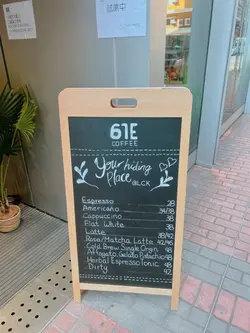 61E
COFFEE
Your hiding
Place @LCK
Espresso 28
Americano 34/38
Cappuccino 38
Flat White 38
Latte 38/42
Rose/Matcha Latte 42/46
Cold Brew Single Origin 48
Affogato Gelato Pistachio 48
Herbal Espresso Tonic 48
Dirty 42